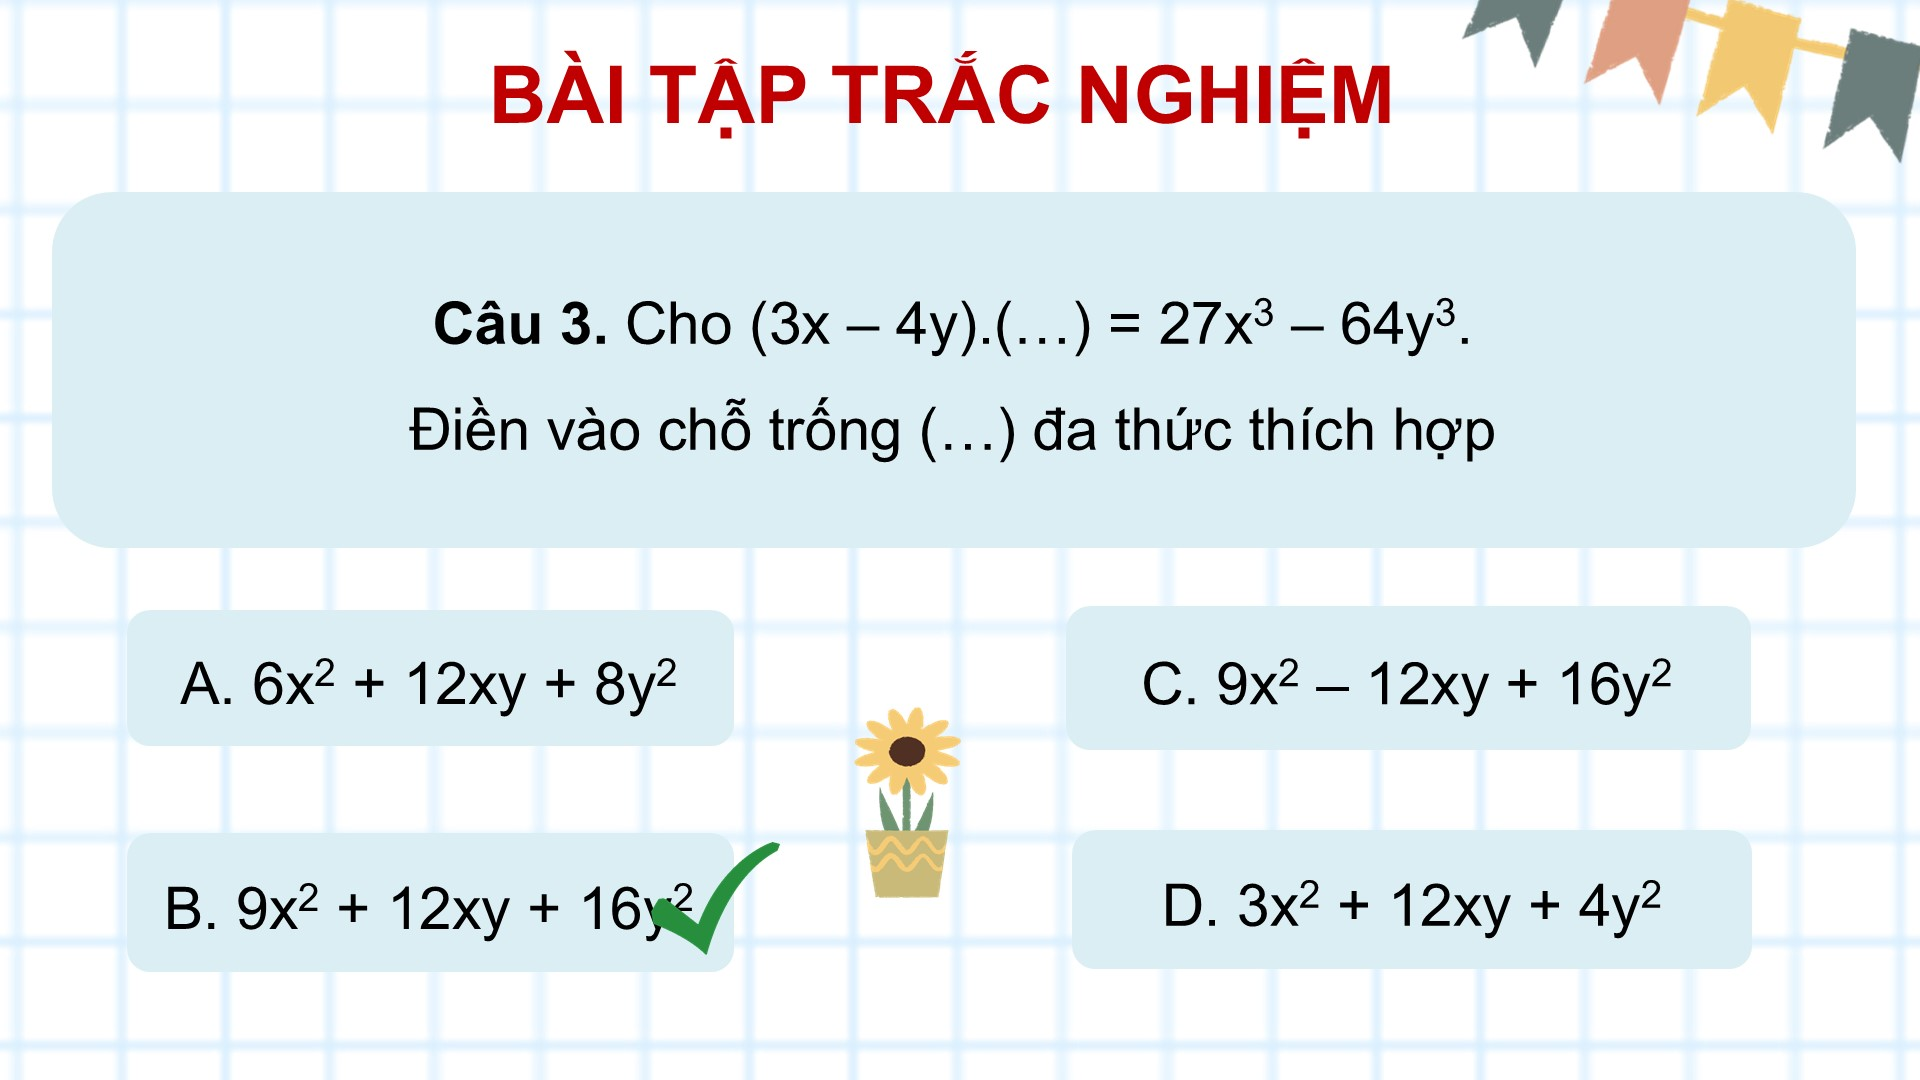 BÀI TẬP TRẮC NGHIỆM
Câu 3. Cho (3x – 4y).(…) = 27x³ – 64y³.
Điền vào chỗ trống (…) đa thức thích hợp
A. 6x² + 12xy + 8y²
C. 9x² – 12xy + 16y²
B. 9x² + 12xy + 16y²
D. 3x² + 12xy + 4y²